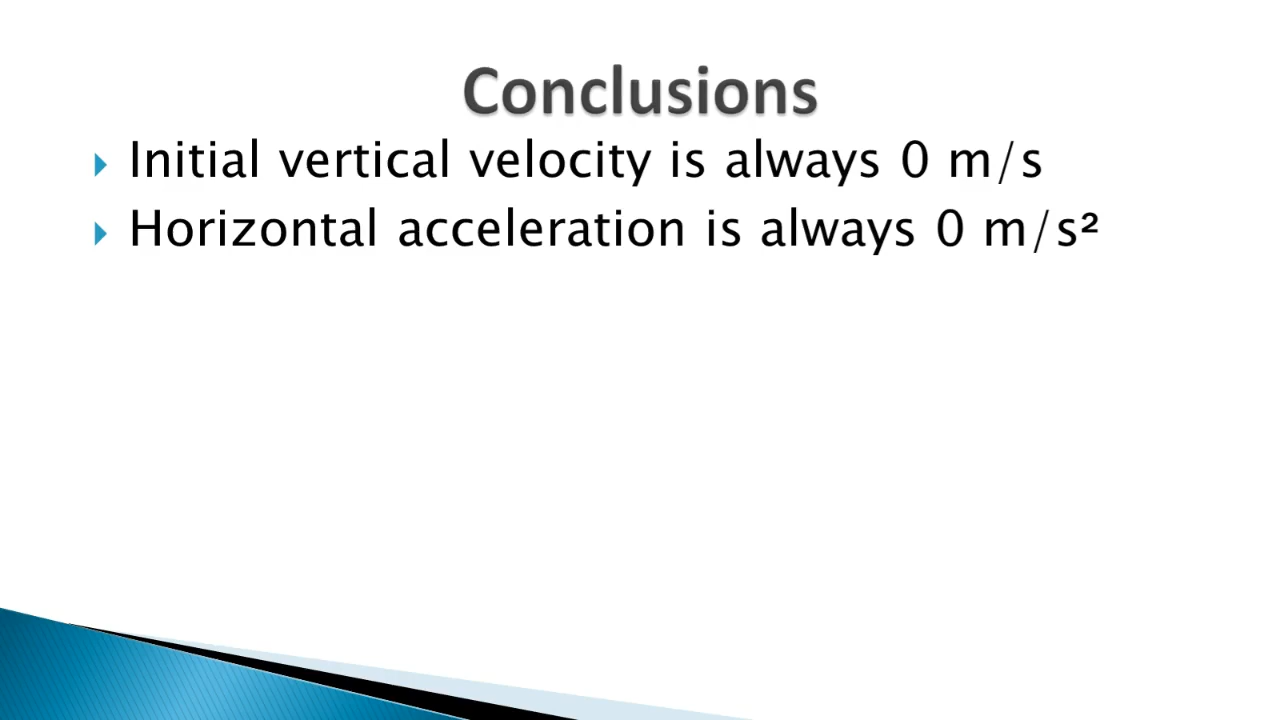 Conclusions
Initial vertical velocity is always 0 m/s
Horizontal acceleration is always 0 m/s²